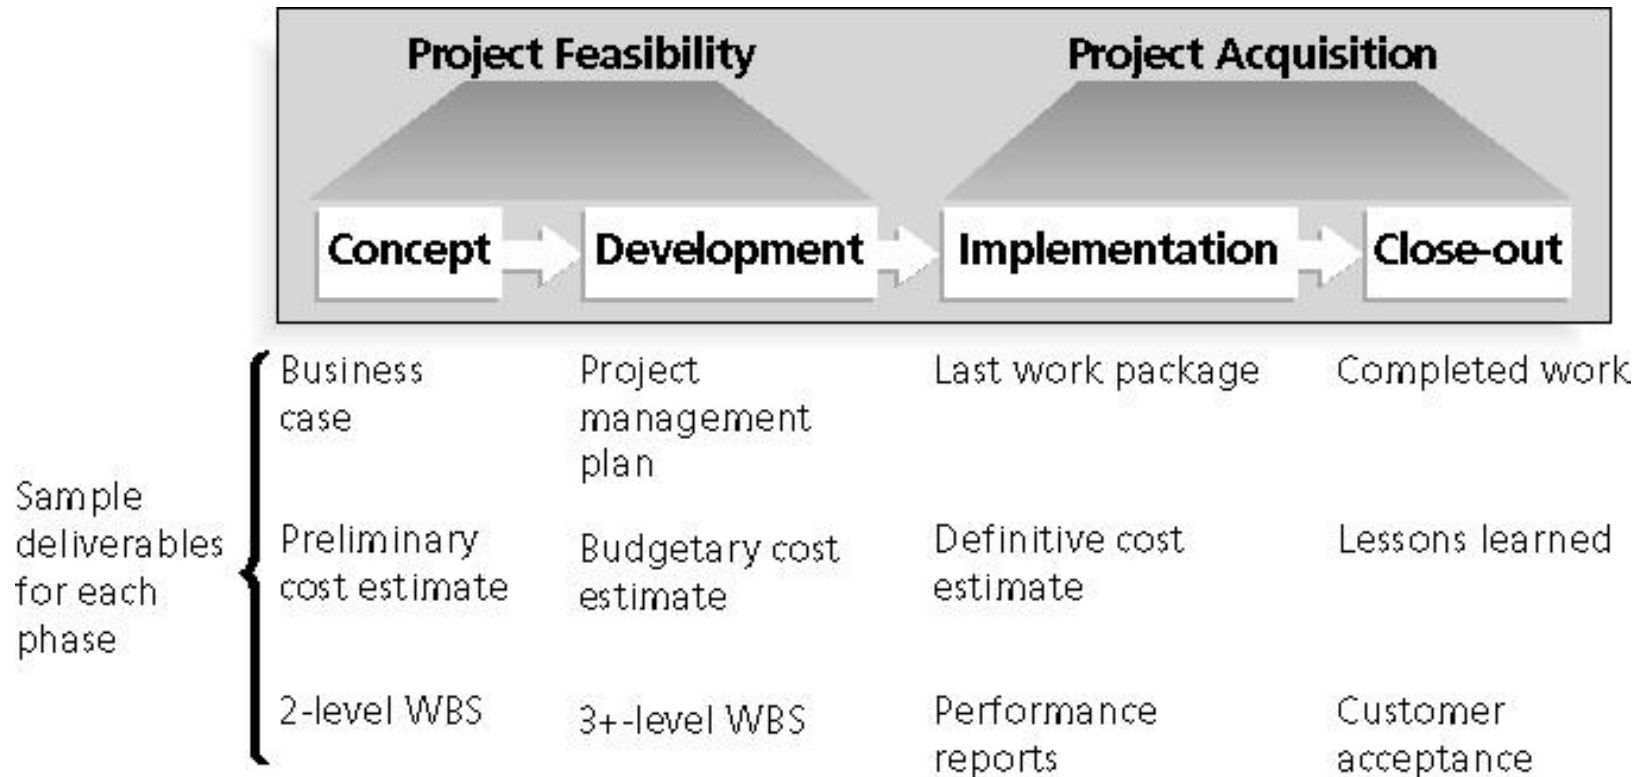 Project Feasibility
Project Acquisition
Concept
Development
Implementation
Close-out
Sample
deliverables
for each
phase
Business
case
Project
management
plan
Last work package
Completed work
Preliminary
cost estimate
Budgetary cost
estimate
Definitive cost
estimate
Lessons learned
2-level WBS
3+-level WBS
Performance
reports
Customer
acceptance